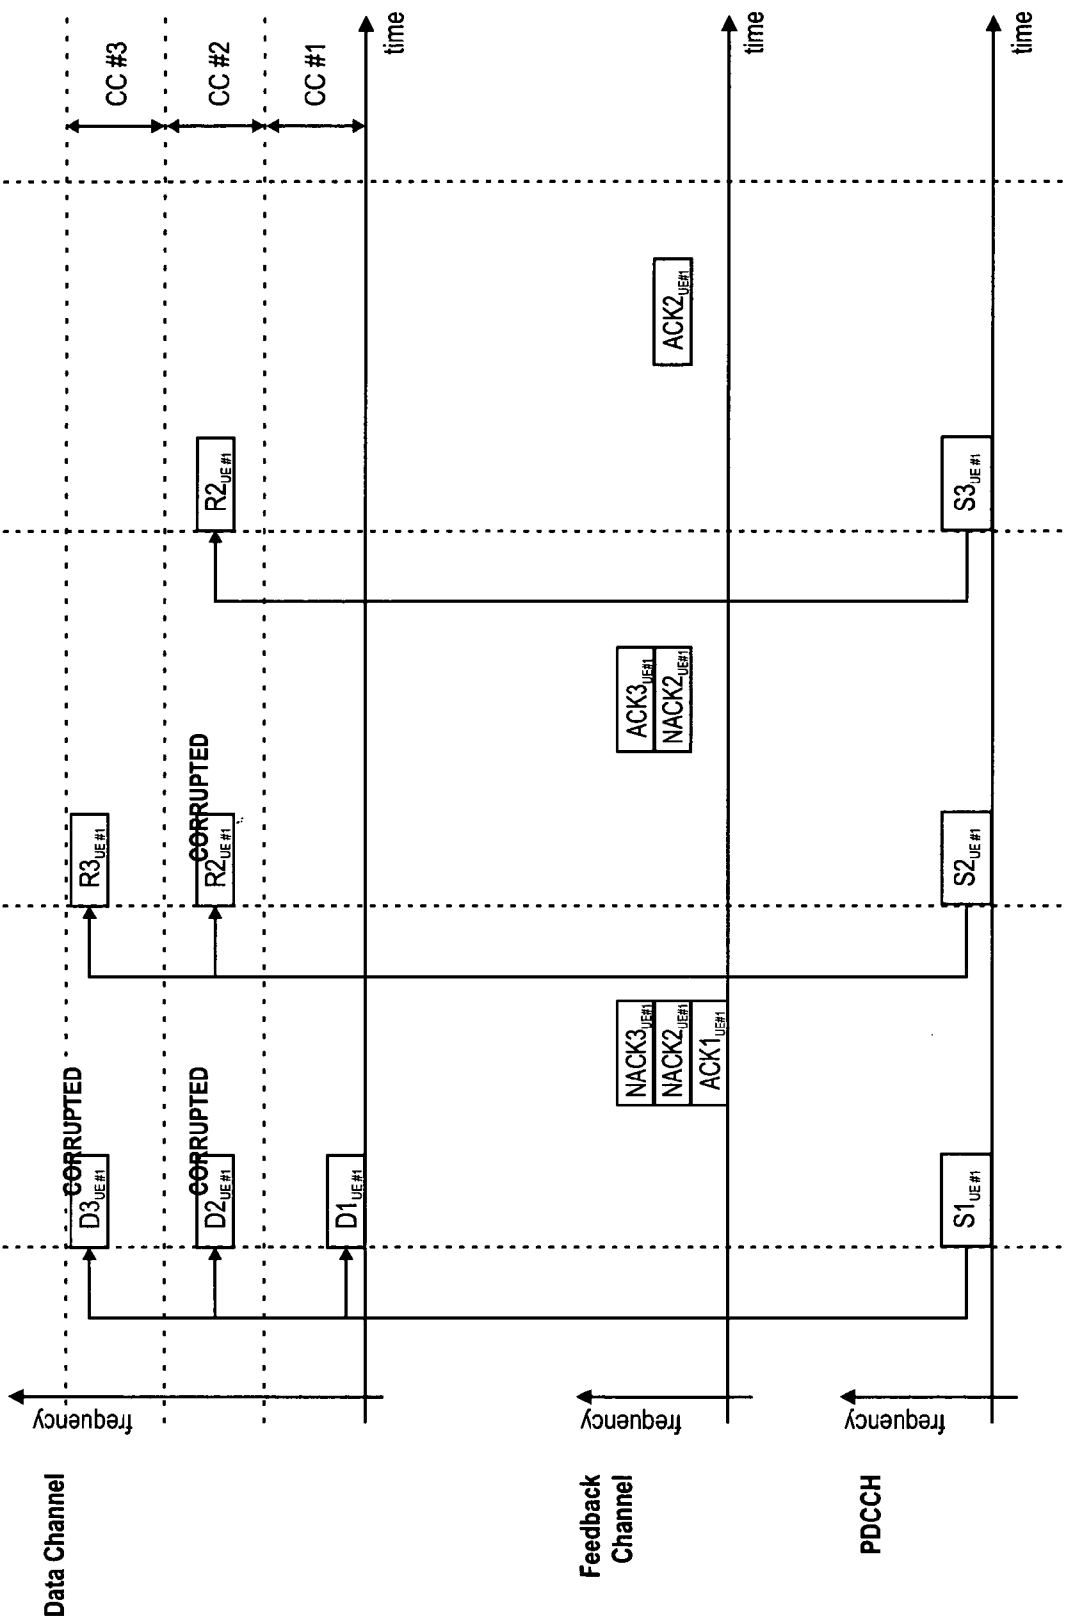 Data Channel
frequency
CC #3
CC #2
CC #1
time
D3UE #1
CORRUPTED
D2UE #1
CORRUPTED
D1UE #1
R3UE #1
R2UE #1
CORRUPTED
R2UE #1
Feedback
Channel
frequency
time
NACK3UE#1
NACK2UE#1
ACK1UE#1
ACK3UE#1
NACK2UE#1
ACK2UE#1
PDCCH
frequency
time
S1UE #1
S2UE #1
S3UE #1